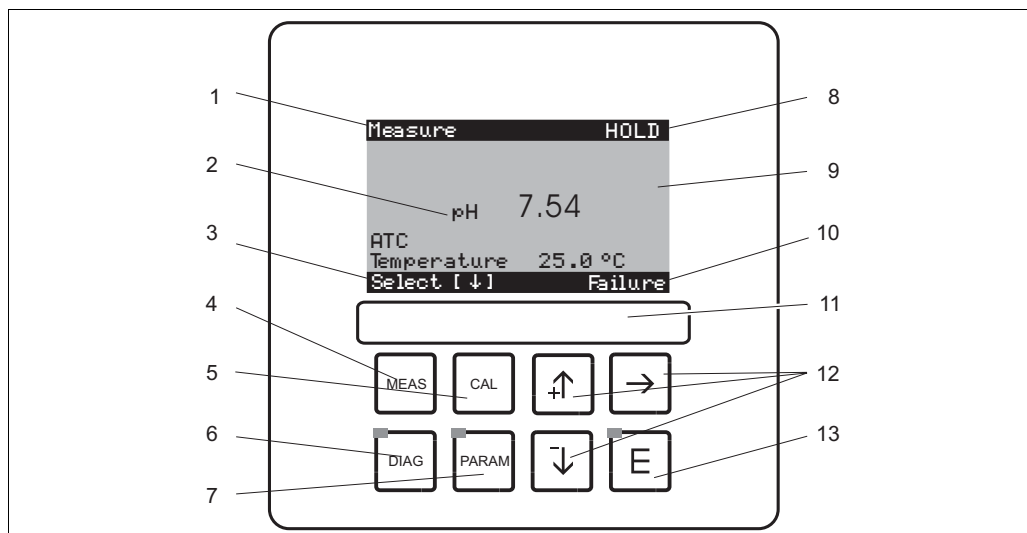 1
8
Measure HOLD
2
9
pH 7.54
3
ATC
10
Temperature 25.0 °C
Select [↓] Failure
4
11
5
MEAS CAL +↑ →
12
6
DIAG PARAM -↓ E
13
7